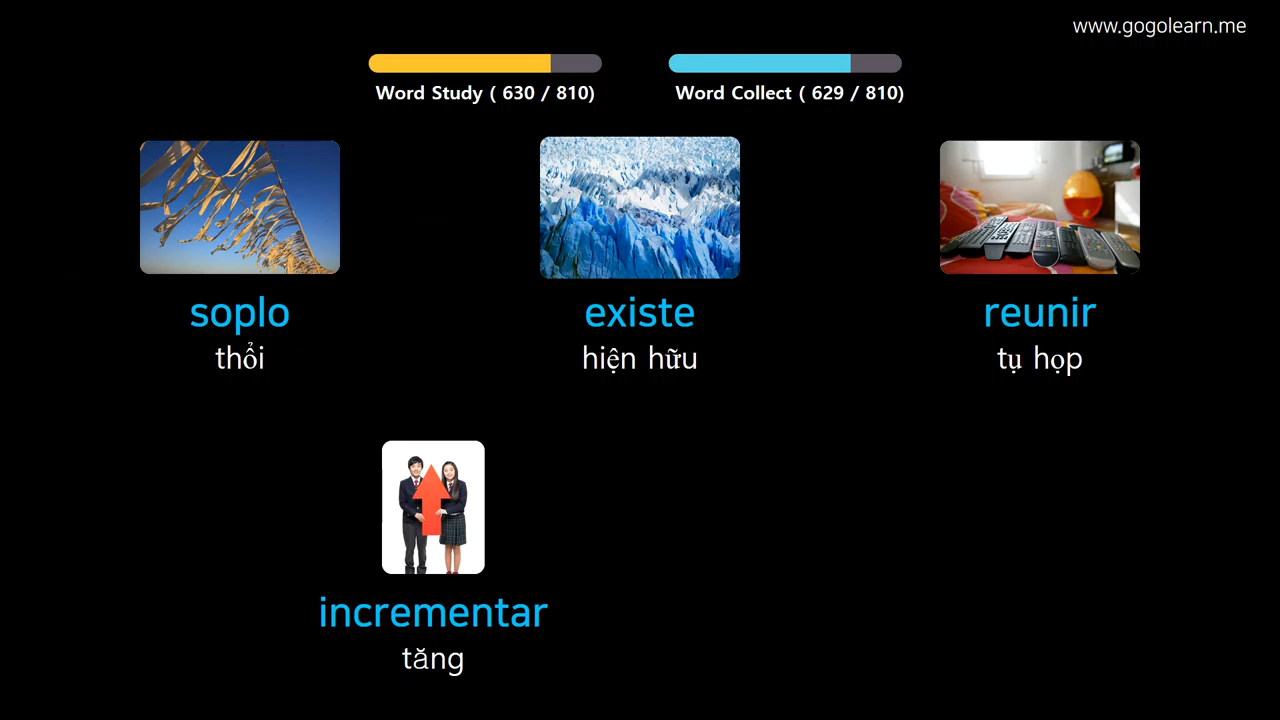 www.gogolearn.me
Word Study ( 630 / 810)
Word Collect ( 629 / 810)
soplo
thổi
existe
hiện hữu
reunir
tụ họp
incrementar
tăng